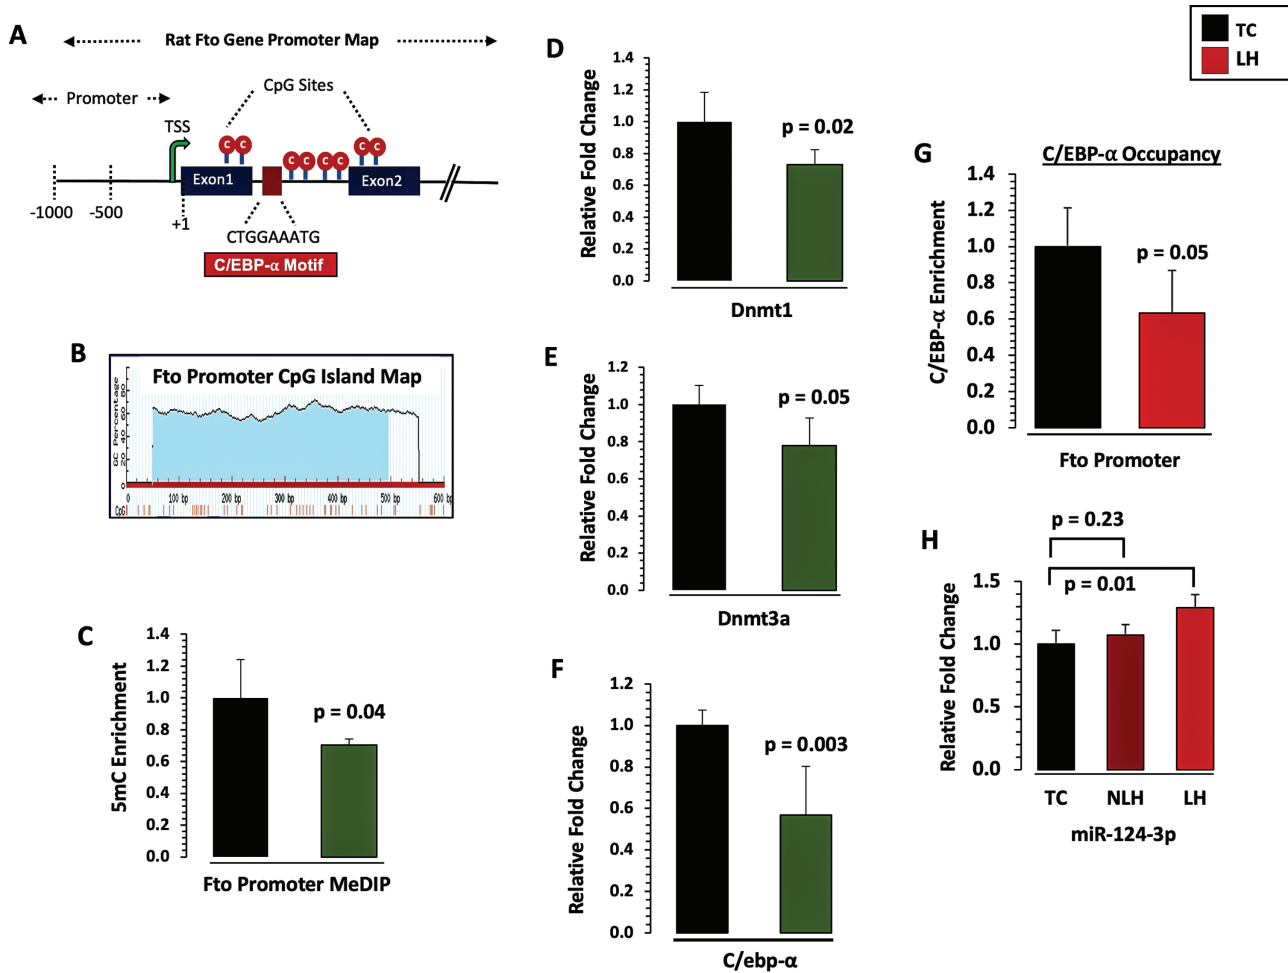 A
Rat Fto Gene Promoter Map
Promoter
CpG Sites
TSS
C C C C C C C C
Exon1
Exon2
-1000
-500
+1
CTGGAAATG
C/EBP-α Motif
B
Fto Promoter CpG Island Map
GC Percentage
0 20 40 60 80
0 100 bp 200 bp 300 bp 400 bp 500 bp 600 bp
CpG
C
5mC Enrichment
1.4
1.2
1.0
0.8
0.6
0.4
0.2
0.0
p = 0.04
Fto Promoter MeDIP
D
Relative Fold Change
1.4
1.2
1.0
0.8
0.6
0.4
0.2
0.0
p = 0.02
Dnmt1
E
Relative Fold Change
1.2
1.0
0.8
0.6
0.4
0.2
0.0
p = 0.05
Dnmt3a
F
Relative Fold Change
1.2
1.0
0.8
0.6
0.4
0.2
0.0
p = 0.003
C/ebp-α
TC
LH
G
C/EBP-α Occupancy
C/EBP-α Enrichment
1.4
1.2
1.0
0.8
0.6
0.4
0.2
0.0
p = 0.05
Fto Promoter
H
p = 0.23
p = 0.01
Relative Fold Change
1.5
1.0
0.5
0.0
TC NLH LH
miR-124-3p